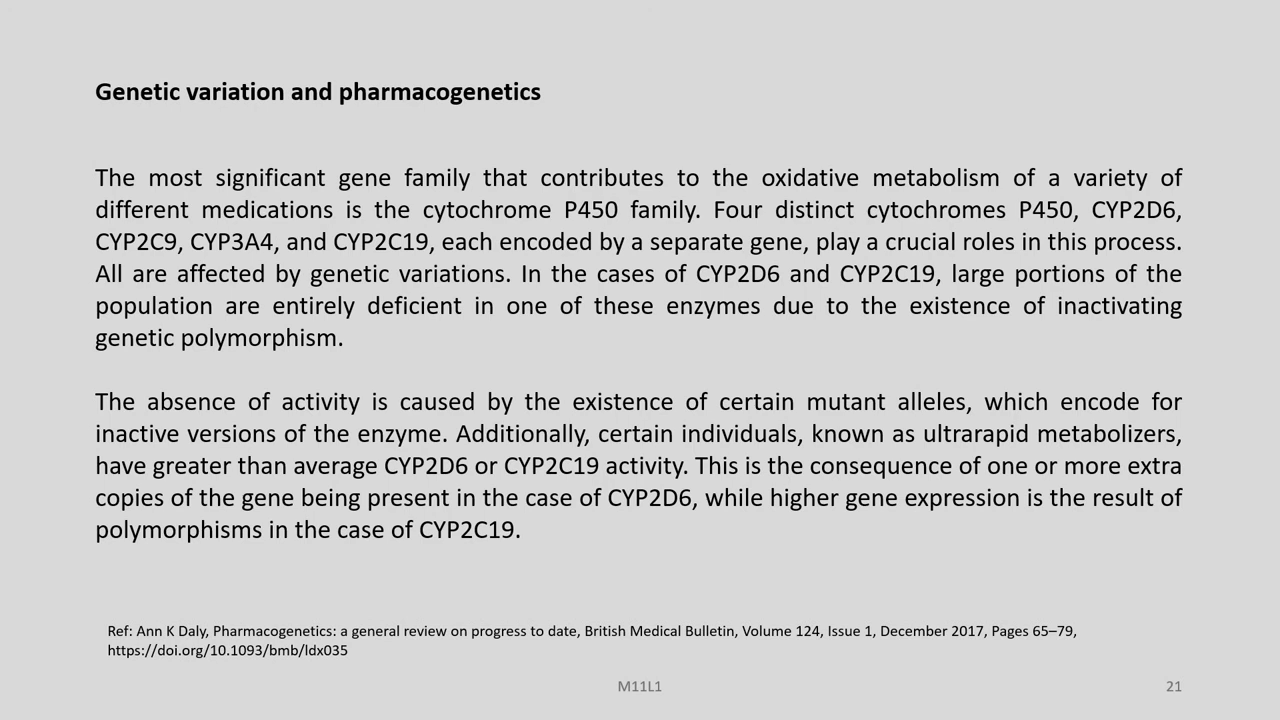 Genetic variation and pharmacogenetics
The most significant gene family that contributes to the oxidative metabolism of a variety of
different medications is the cytochrome P450 family. Four distinct cytochromes P450, CYP2D6,
CYP2C9, CYP3A4, and CYP2C19, each encoded by a separate gene, play a crucial roles in this process.
All are affected by genetic variations. In the cases of CYP2D6 and CYP2C19, large portions of the
population are entirely deficient in one of these enzymes due to the existence of inactivating
genetic polymorphism.
The absence of activity is caused by the existence of certain mutant alleles, which encode for
inactive versions of the enzyme. Additionally, certain individuals, known as ultrarapid metabolizers,
have greater than average CYP2D6 or CYP2C19 activity. This is the consequence of one or more extra
copies of the gene being present in the case of CYP2D6, while higher gene expression is the result of
polymorphisms in the case of CYP2C19.
Ref: Ann K Daly, Pharmacogenetics: a general review on progress to date, British Medical Bulletin, Volume 124, Issue 1, December 2017, Pages 65–79,
https://doi.org/10.1093/bmb/ldx035
M11L1
21